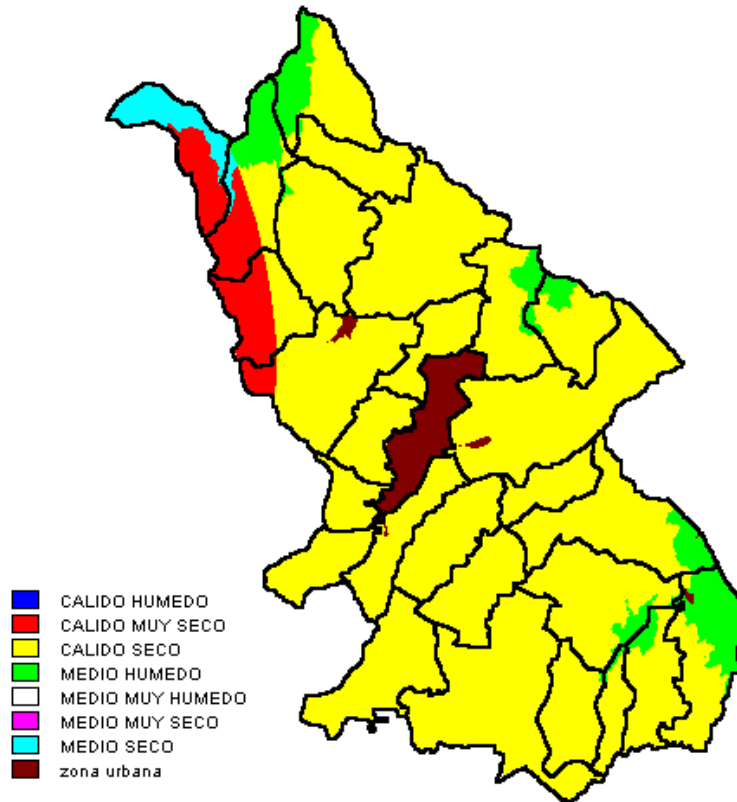 CALIDO HUMEDO
CALIDO MUY SECO
CALIDO SECO
MEDIO HUMEDO
MEDIO MUY HUMEDO
MEDIO MUY SECO
MEDIO SECO
zona urbana